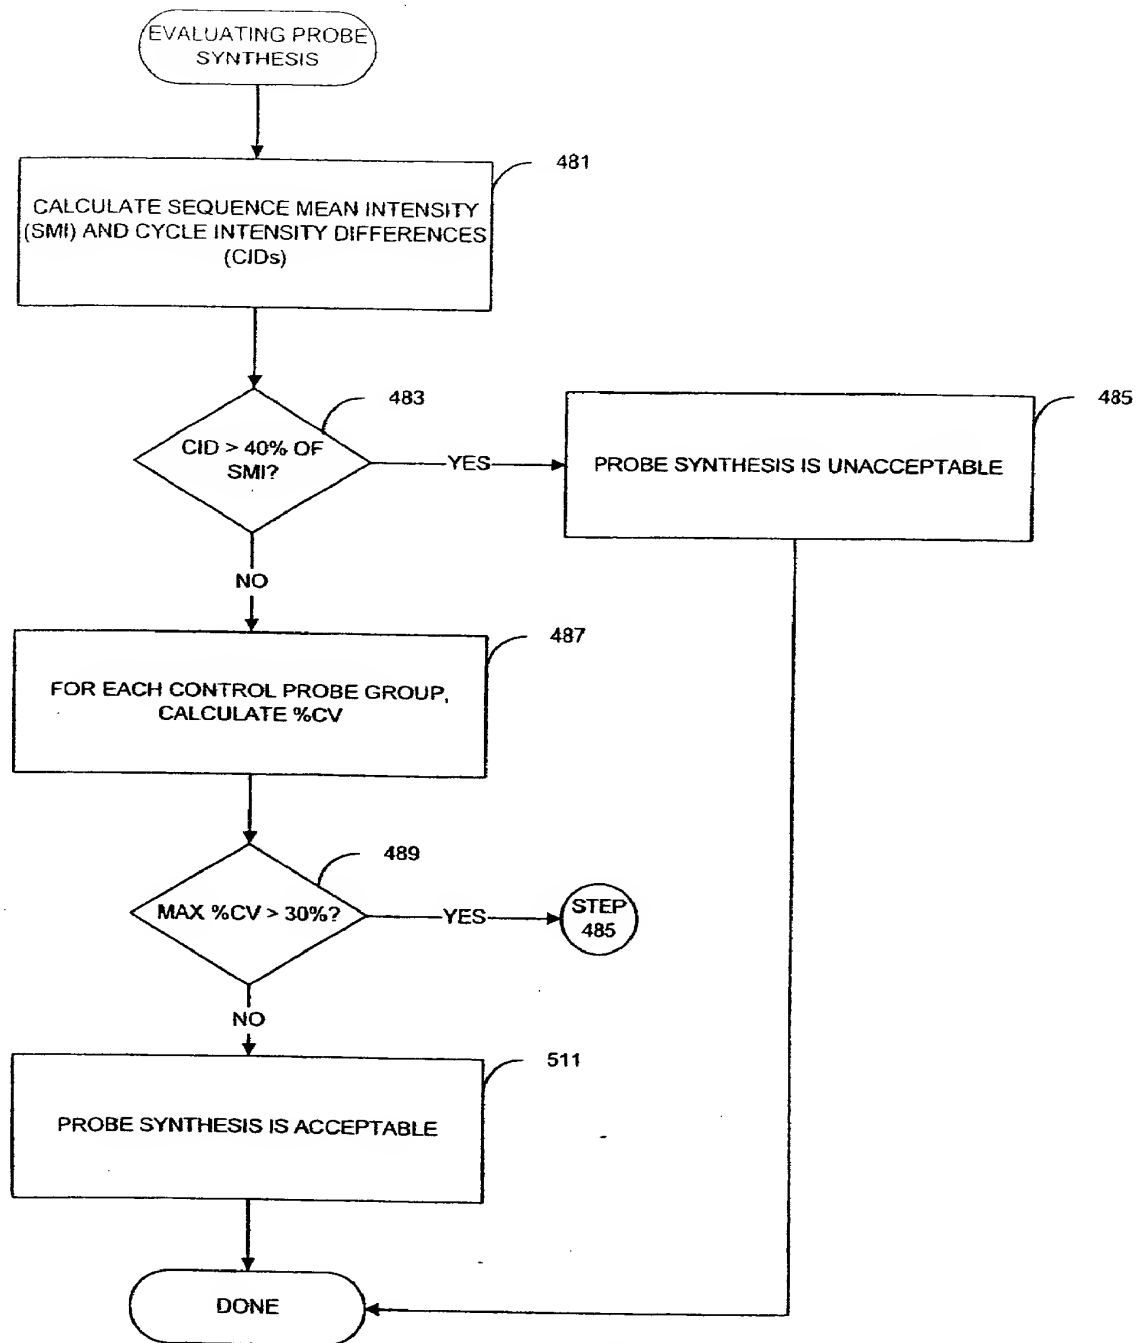 EVALUATING PROBE
SYNTHESIS
481
CALCULATE SEQUENCE MEAN INTENSITY
(SMI) AND CYCLE INTENSITY DIFFERENCES
(CIDs)
483
CID > 40% OF
SMI?
YES
485
PROBE SYNTHESIS IS UNACCEPTABLE
NO
487
FOR EACH CONTROL PROBE GROUP,
CALCULATE %CV
489
MAX %CV > 30%?
YES
STEP
485
NO
511
PROBE SYNTHESIS IS ACCEPTABLE
DONE